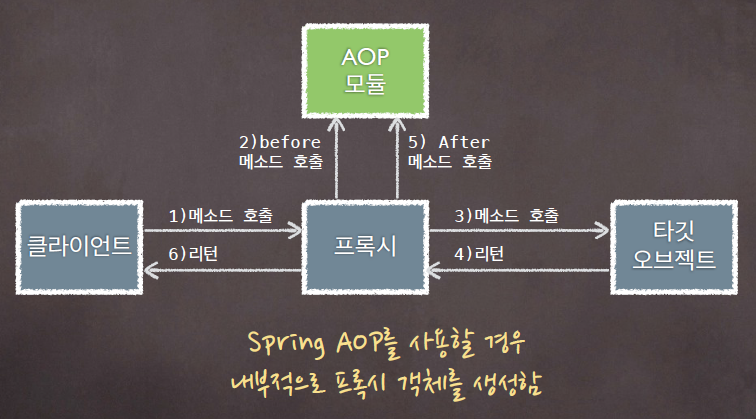 AOP
모듈
2)before
메소드 호출
5) After
메소드 호출
클라이언트
1)메소드 호출
6)리턴
프록시
3)메소드 호출
4)리턴
타깃
오브젝트
Spring AOP를 사용할 경우
내부적으로 프록시 객체를 생성함